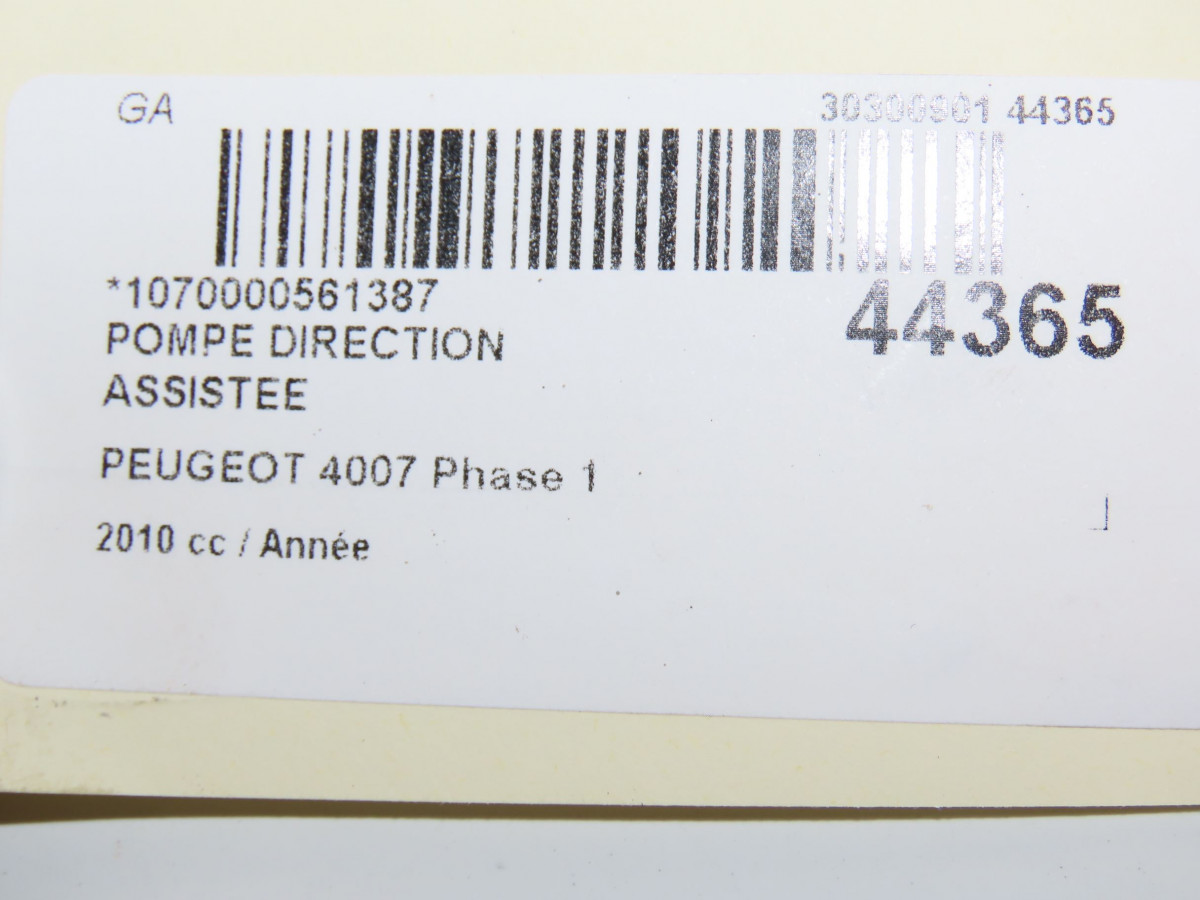 GA
30300901 44365
*1070000561387
44365
POMPE DIRECTION
ASSISTEE
PEUGEOT 4007 Phase 1
2010 cc / Année